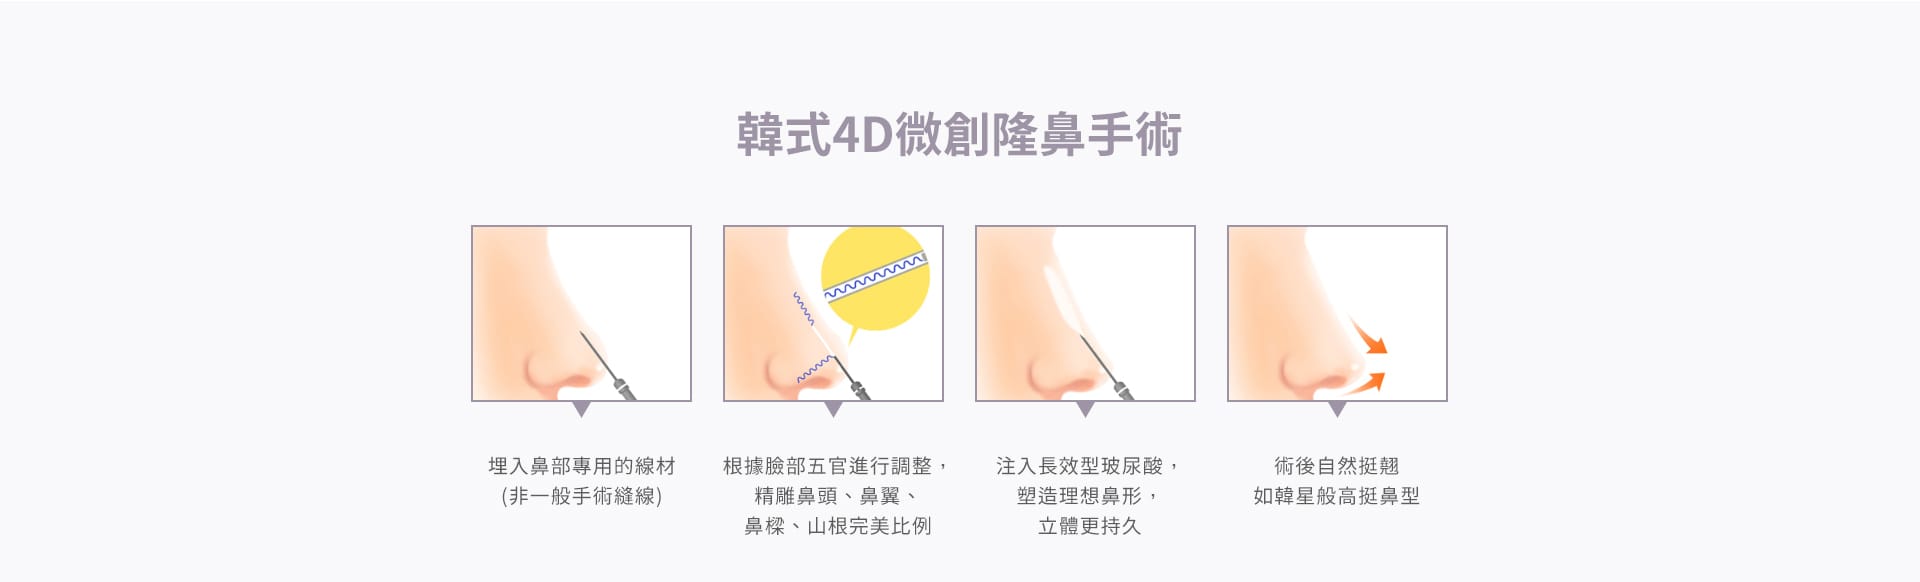 韓式4D微創隆鼻手術
埋入鼻部專用的線材
(非一般手術縫線)
根據臉部五官進行調整，
精雕鼻頭、鼻翼、
鼻樑、山根完美比例
注入長效型玻尿酸，
塑造理想鼻形，
立體更持久
術後自然挺翹
如韓星般高挺鼻型